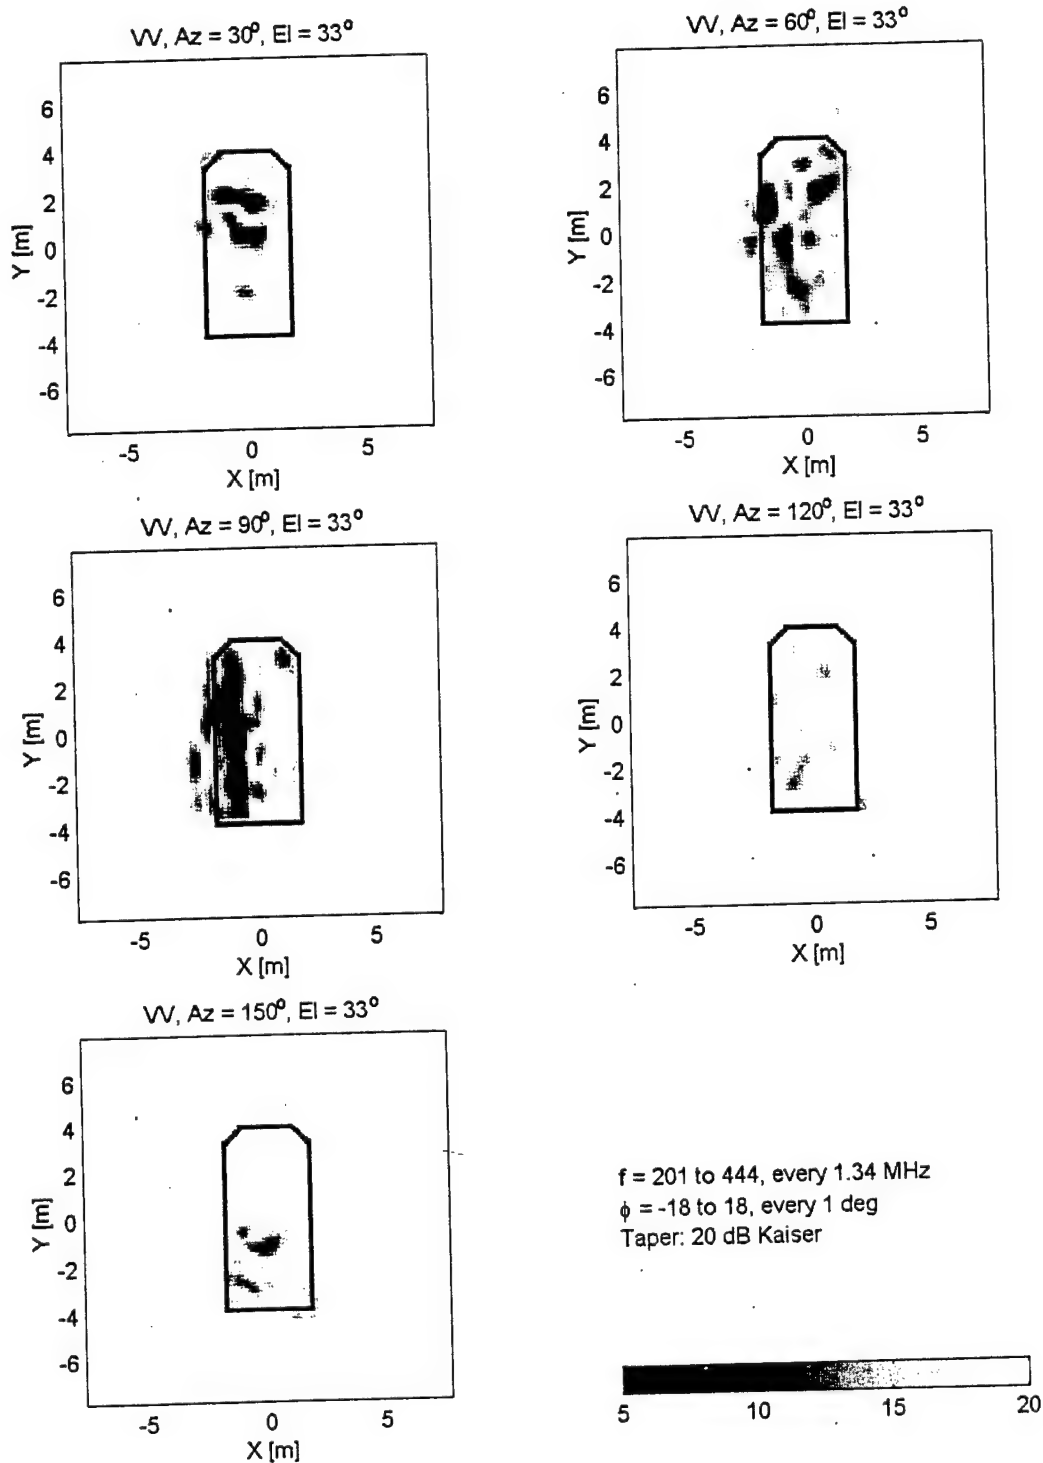 VV, Az = 30°, El = 33°
6
4
2
0
-2
-4
-6
Y [m]
-5 0 5
X [m]
VV, Az = 60°, El = 33°
6
4
2
0
-2
-4
-6
Y [m]
-5 0 5
X [m]
VV, Az = 90°, El = 33°
6
4
2
0
-2
-4
-6
Y [m]
-5 0 5
X [m]
VV, Az = 120°, El = 33°
6
4
2
0
-2
-4
-6
Y [m]
-5 0 5
X [m]
VV, Az = 150°, El = 33°
6
4
2
0
-2
-4
-6
Y [m]
-5 0 5
X [m]
f = 201 to 444, every 1.34 MHz
ϕ = -18 to 18, every 1 deg
Taper: 20 dB Kaiser
5 10 15 20